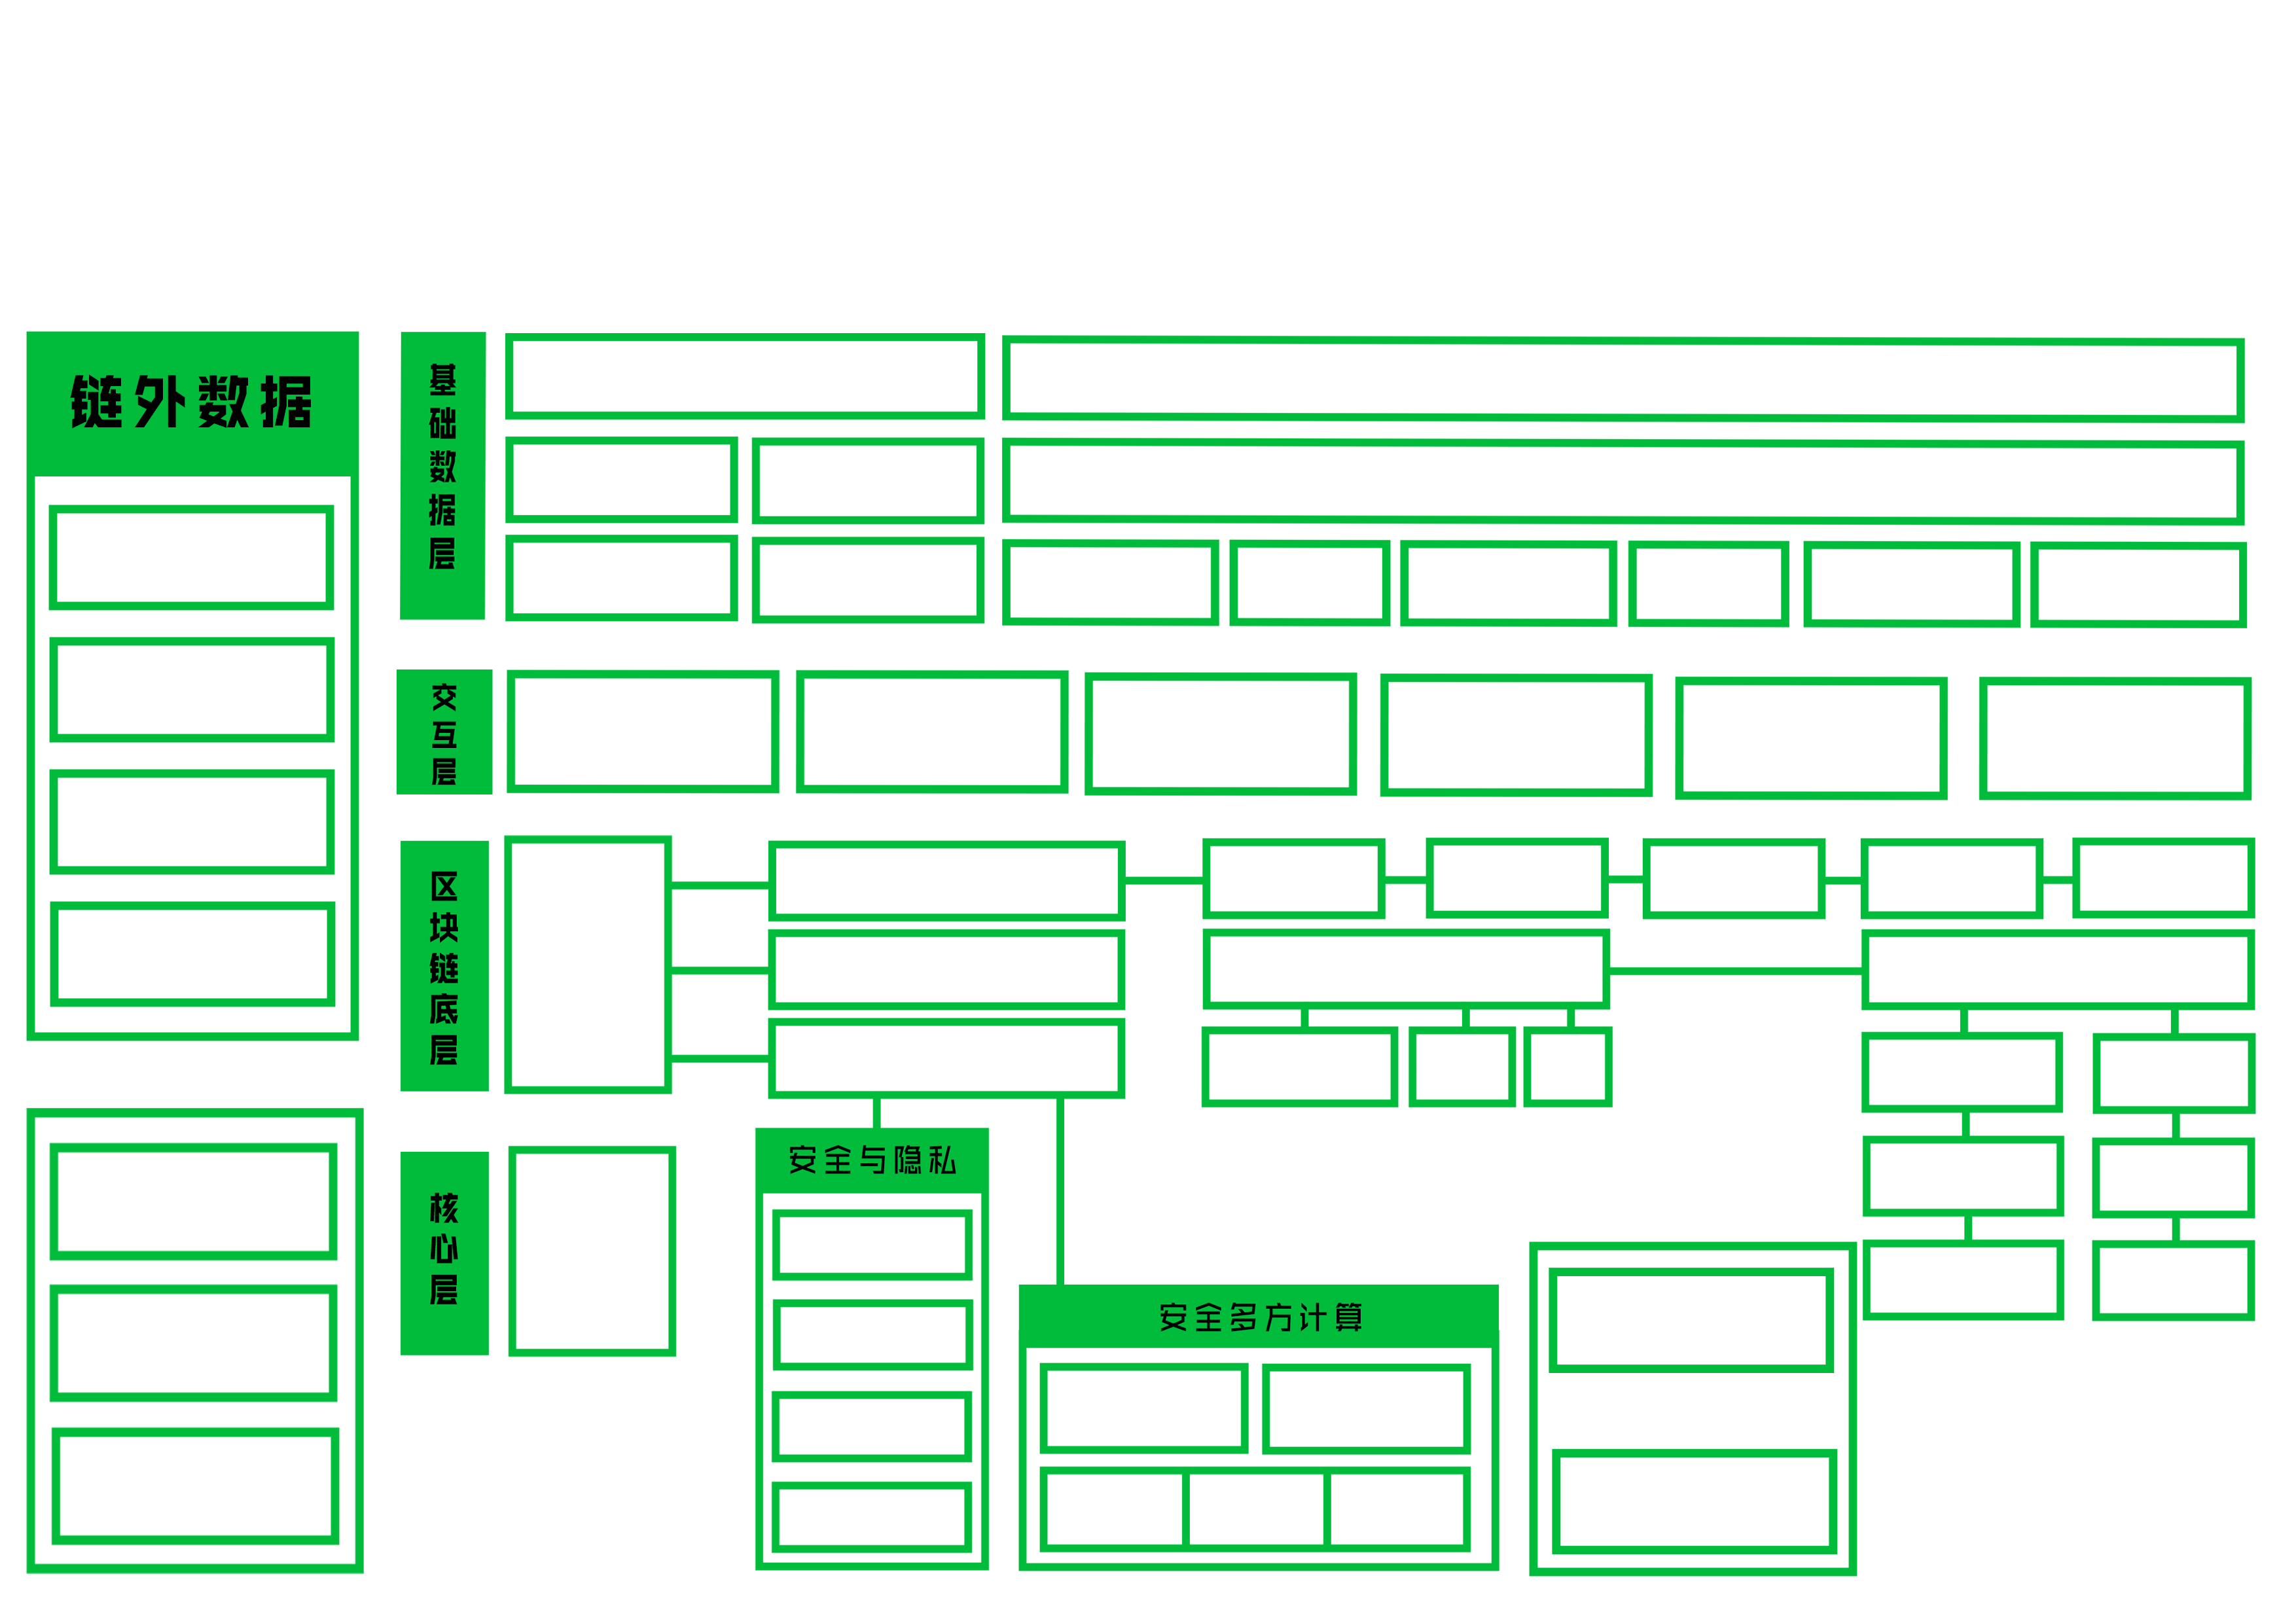 链外数据
基础数据层
交互层
区块链底层
核心层
安全与隐私
安全多方计算